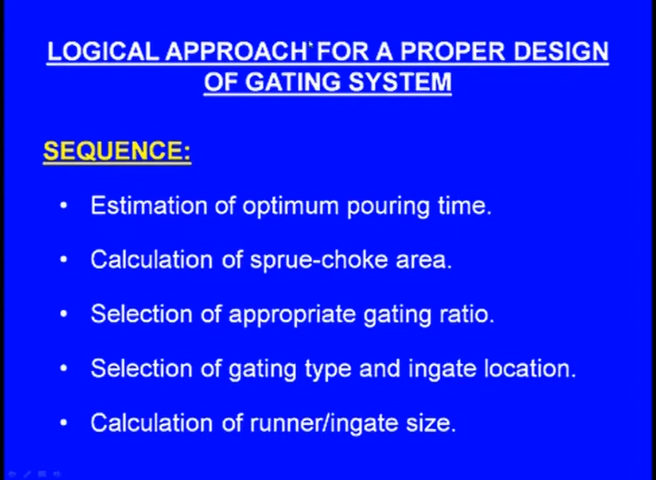 LOGICAL APPROACH FOR A PROPER DESIGN
OF GATING SYSTEM
SEQUENCE:
• Estimation of optimum pouring time.
• Calculation of sprue-choke area.
• Selection of appropriate gating ratio.
• Selection of gating type and ingate location.
• Calculation of runner/ingate size.